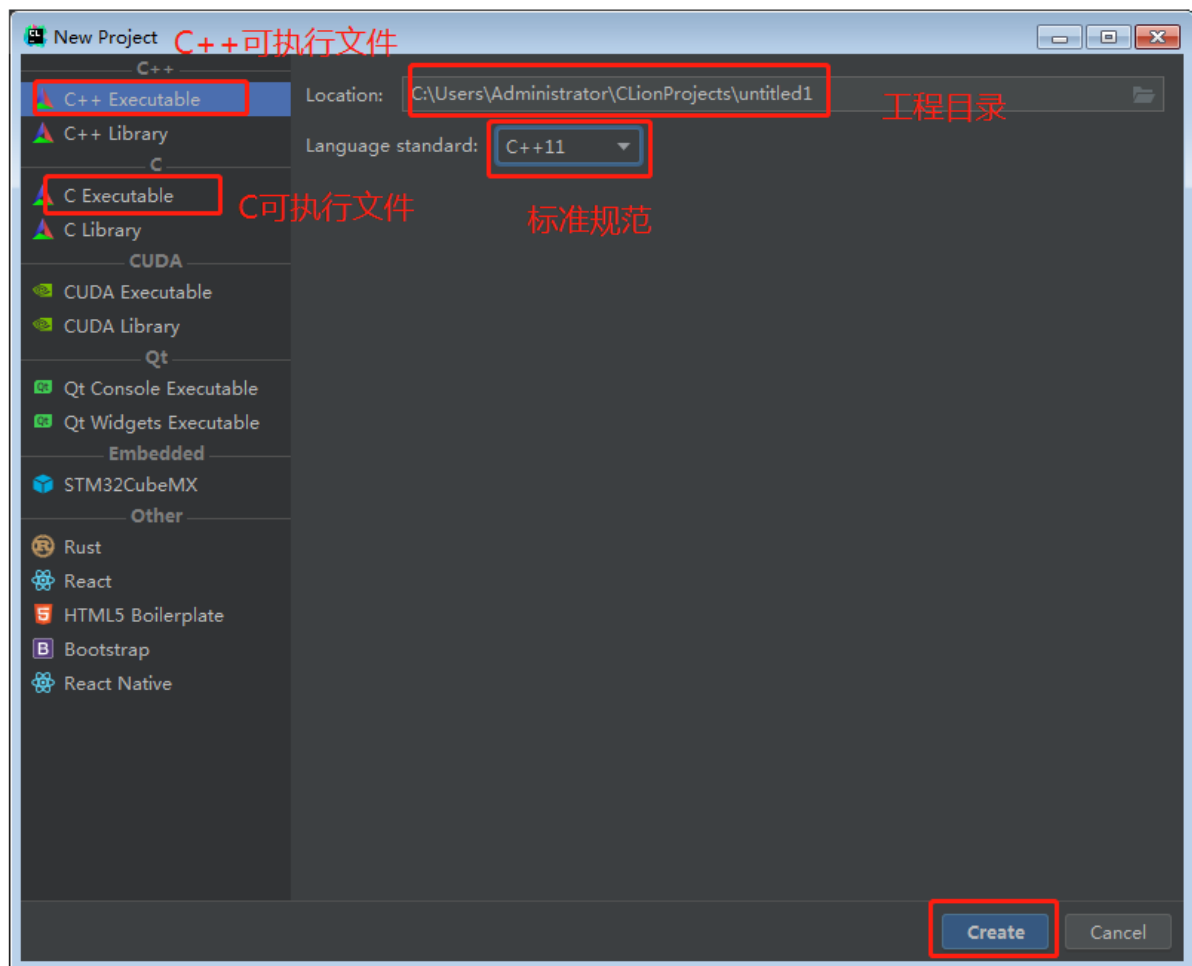 New Project
C++可执行文件
C++
C++ Executable
C++ Library
C
C Executable
C可执行文件
C Library
CUDA
CUDA Executable
CUDA Library
Qt
Qt Console Executable
Qt Widgets Executable
Embedded
STM32CubeMX
Other
Rust
React
HTML5 Boilerplate
Bootstrap
React Native
Location: C:\Users\Administrator\CLionProjects\untitled1
工程目录
Language standard: C++11
标准规范
Create Cancel